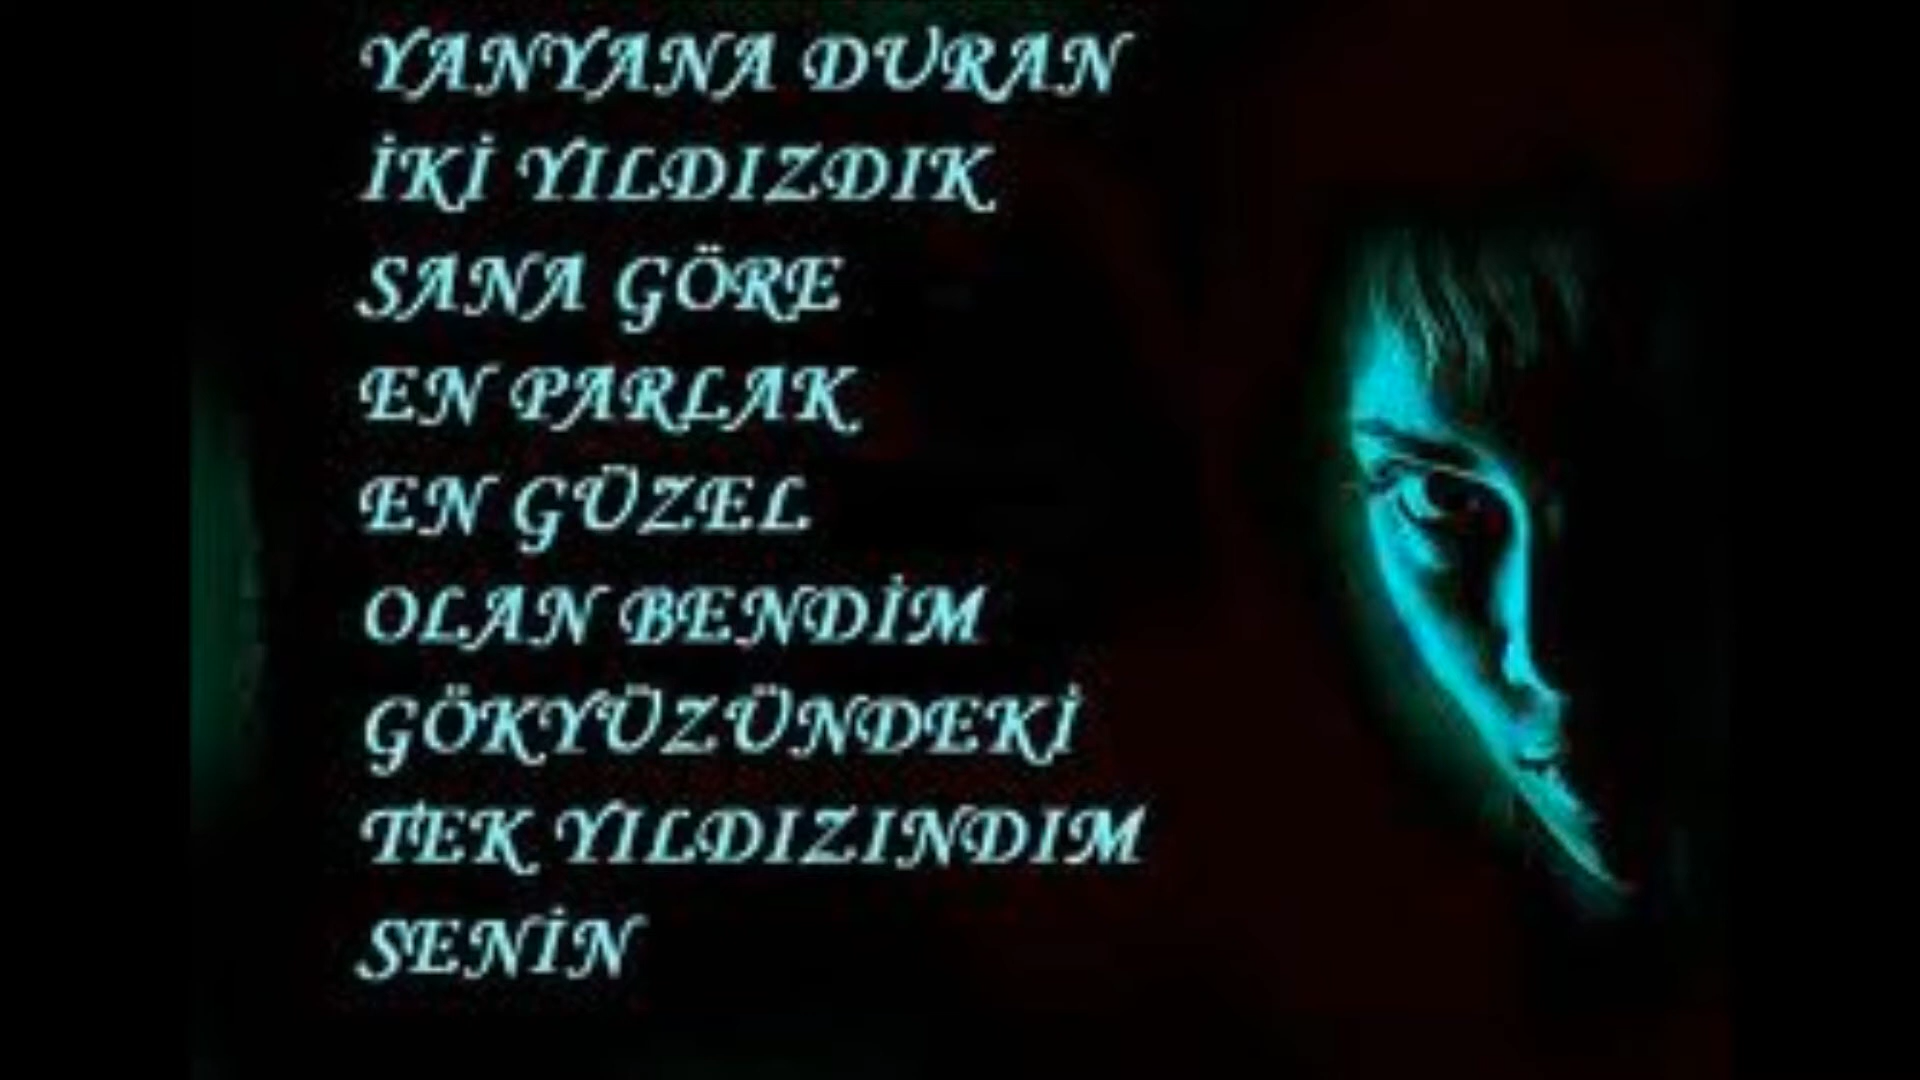 YANYANA DURAN
İKİ YILDIZDIK
SANA GÖRE
EN PARLAK
EN GÜZEL
OLAN BENDİM
GÖKYÜZÜNDEKİ
TEK YILDIZINDIM
SENİN